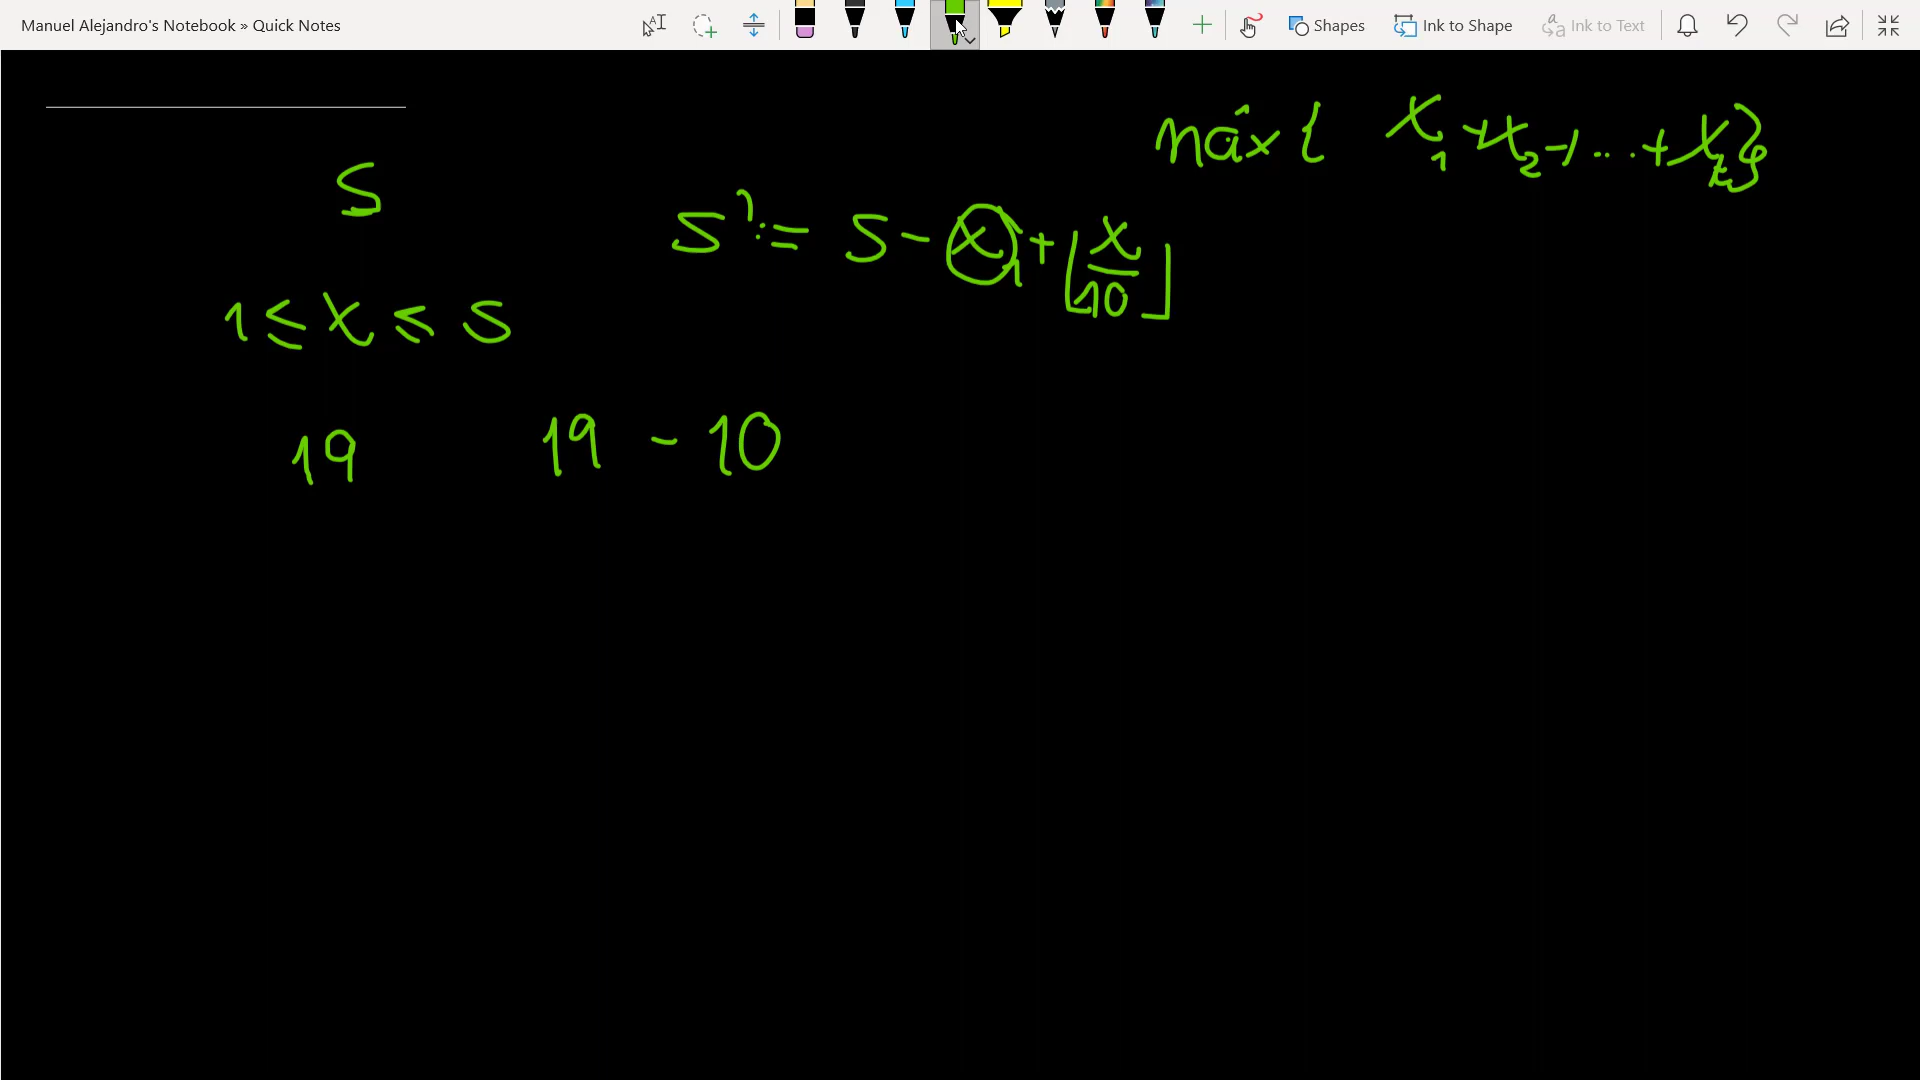 Manuel Alejandro's Notebook » Quick Notes
Shapes
Ink to Shape
Ink to Text
máx { x₁ + x₂ + ... + xₖ}
S
S' := S - x₁ + ⌊x/10⌋
1 ≤ x ≤ S
19
19 - 10